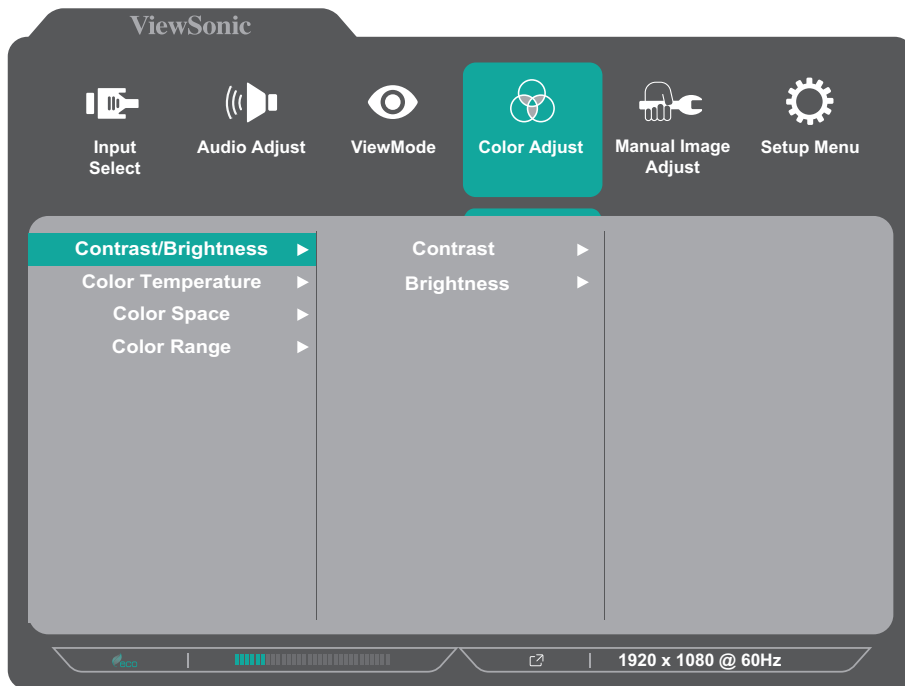 ViewSonic
Input
Select
Audio Adjust
ViewMode
Color Adjust
Manual Image
Adjust
Setup Menu
Contrast/Brightness
Color Temperature
Color Space
Color Range
Contrast
Brightness
eco
1920 x 1080 @ 60Hz